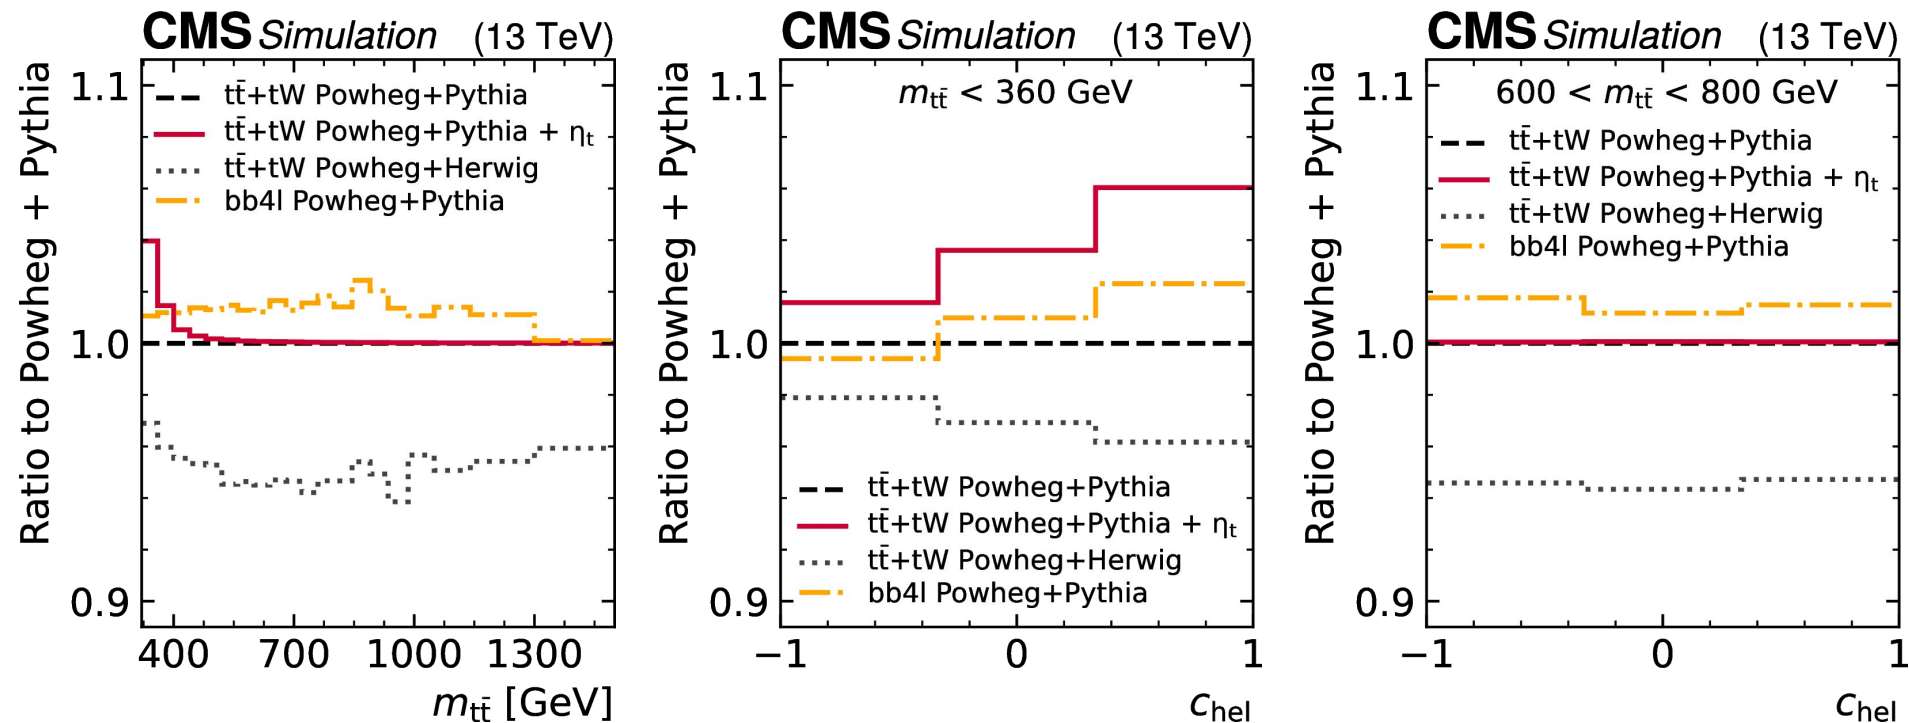 CMS Simulation (13 TeV)
Ratio to Powheg + Pythia
1.1
1.0
0.9
tt̄+tW Powheg+Pythia
tt̄+tW Powheg+Pythia + ηt
tt̄+tW Powheg+Herwig
bb4l Powheg+Pythia
400 700 1000 1300
mtt̄ [GeV]
CMS Simulation (13 TeV)
Ratio to Powheg + Pythia
1.1
1.0
0.9
mtt̄ < 360 GeV
tt̄+tW Powheg+Pythia
tt̄+tW Powheg+Pythia + ηt
tt̄+tW Powheg+Herwig
bb4l Powheg+Pythia
−1 0 1
chel
CMS Simulation (13 TeV)
Ratio to Powheg + Pythia
1.1
1.0
0.9
600 < mtt̄ < 800 GeV
tt̄+tW Powheg+Pythia
tt̄+tW Powheg+Pythia + ηt
tt̄+tW Powheg+Herwig
bb4l Powheg+Pythia
−1 0 1
chel